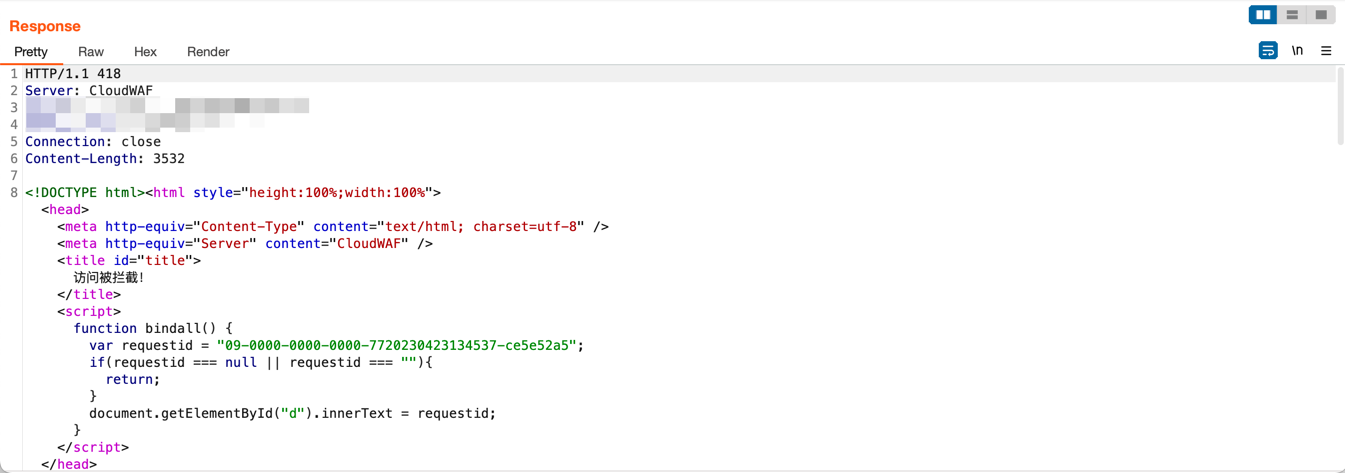 Response
Pretty Raw Hex Render
\n
1 HTTP/1.1 418
2 Server: CloudWAF
3
4
5 Connection: close
6 Content-Length: 3532
7
8 <!DOCTYPE html><html style="height:100%;width:100%">
<head>
<meta http-equiv="Content-Type" content="text/html; charset=utf-8" />
<meta http-equiv="Server" content="CloudWAF" />
<title id="title">
访问被拦截！
</title>
<script>
function bindall() {
var requestid = "09-0000-0000-0000-7720230423134537-ce5e52a5";
if(requestid === null || requestid === ""){
return;
}
document.getElementById("d").innerText = requestid;
}
</script>
</head>